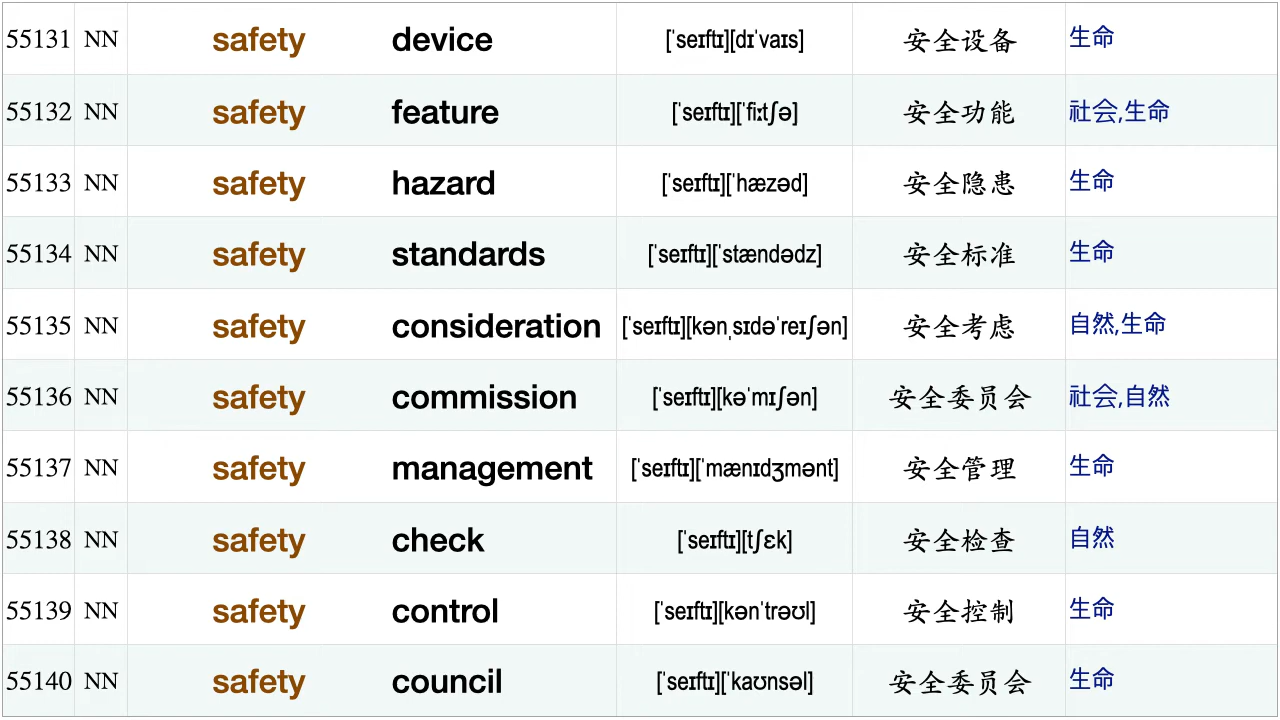 55131 NN safety device [ˈseɪftɪ][dɪˈvaɪs] 安全设备 生命
55132 NN safety feature [ˈseɪftɪ][ˈfiːtʃə] 安全功能 社会,生命
55133 NN safety hazard [ˈseɪftɪ][ˈhæzəd] 安全隐患 生命
55134 NN safety standards [ˈseɪftɪ][ˈstændədz] 安全标准 生命
55135 NN safety consideration [ˈseɪftɪ][kənˌsɪdəˈreɪʃən] 安全考虑 自然,生命
55136 NN safety commission [ˈseɪftɪ][kəˈmɪʃən] 安全委员会 社会,自然
55137 NN safety management [ˈseɪftɪ][ˈmænɪdʒmənt] 安全管理 生命
55138 NN safety check [ˈseɪftɪ][tʃɛk] 安全检查 自然
55139 NN safety control [ˈseɪftɪ][kənˈtrəʊl] 安全控制 生命
55140 NN safety council [ˈseɪftɪ][ˈkaʊnsəl] 安全委员会 生命